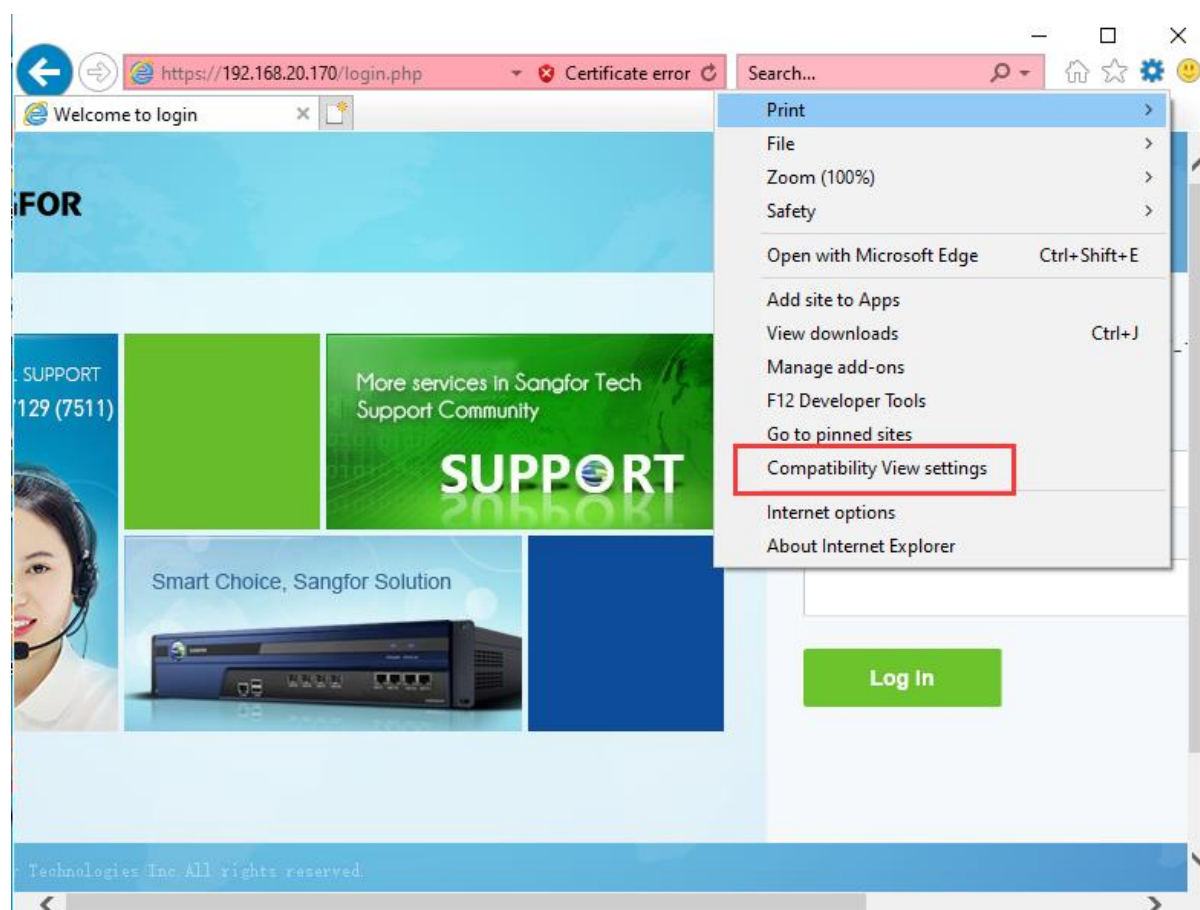 https://192.168.20.170/login.php
Certificate error
Search...
Welcome to login
Print
File
Zoom (100%)
Safety
Open with Microsoft Edge Ctrl+Shift+E
Add site to Apps
View downloads Ctrl+J
Manage add-ons
F12 Developer Tools
Go to pinned sites
Compatibility View settings
Internet options
About Internet Explorer
FOR
SUPPORT
129 (7511)
More services in Sangfor Tech
Support Community
SUPPORT
Smart Choice, Sangfor Solution
Log In
Technologies Inc All rights reserved.